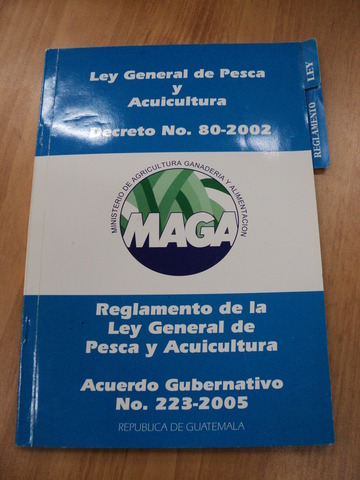 Ley General de Pesca
y
Acuicultura
Decreto No. 80-2002
LEY
REGLAMENTO
MINISTERIO DE AGRICULTURA GANADERIA Y ALIMENTACION
MAGA
Reglamento de la
Ley General de
Pesca y Acuicultura
Acuerdo Gubernativo
No. 223-2005
REPUBLICA DE GUATEMALA